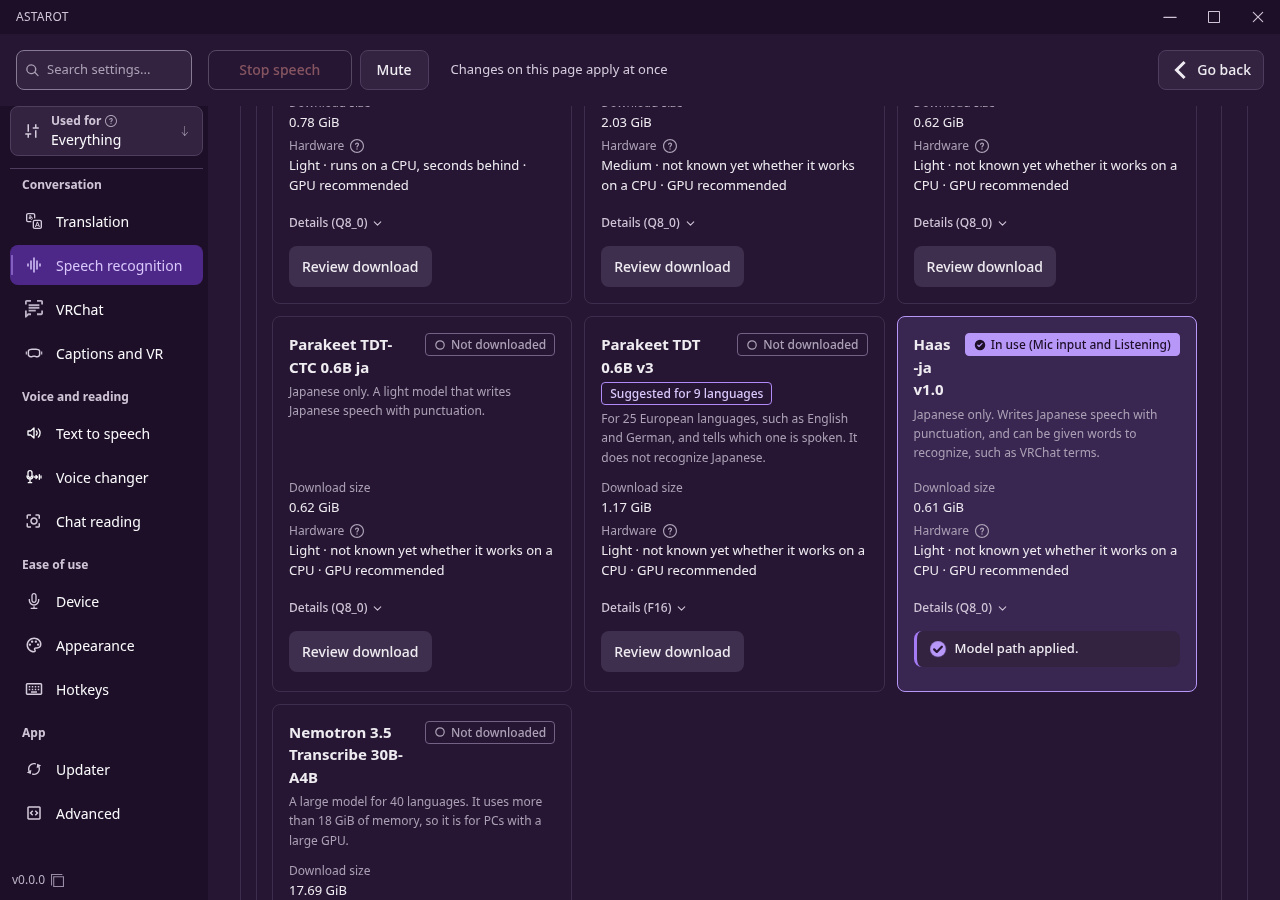 ASTAROT
Search settings...
Stop speech
Mute
Changes on this page apply at once
Go back
Used for
Everything
Conversation
Translation
Speech recognition
VRChat
Captions and VR
Voice and reading
Text to speech
Voice changer
Chat reading
Ease of use
Device
Appearance
Hotkeys
App
Updater
Advanced
v0.0.0
Download size
0.78 GiB
Hardware
Light · runs on a CPU, seconds behind ·
GPU recommended
Details (Q8_0)
Review download
Download size
2.03 GiB
Hardware
Medium · not known yet whether it works
on a CPU · GPU recommended
Details (Q8_0)
Review download
Download size
0.62 GiB
Hardware
Light · not known yet whether it works on a
CPU · GPU recommended
Details (Q8_0)
Review download
Parakeet TDT-
CTC 0.6B ja
Not downloaded
Japanese only. A light model that writes
Japanese speech with punctuation.
Download size
0.62 GiB
Hardware
Light · not known yet whether it works on a
CPU · GPU recommended
Details (Q8_0)
Review download
Parakeet TDT
0.6B v3
Not downloaded
Suggested for 9 languages
For 25 European languages, such as English
and German, and tells which one is spoken. It
does not recognize Japanese.
Download size
1.17 GiB
Hardware
Light · not known yet whether it works on a
CPU · GPU recommended
Details (F16)
Review download
Haas
-ja
v1.0
In use (Mic input and Listening)
Japanese only. Writes Japanese speech with
punctuation, and can be given words to
recognize, such as VRChat terms.
Download size
0.61 GiB
Hardware
Light · not known yet whether it works on a
CPU · GPU recommended
Details (Q8_0)
Model path applied.
Nemotron 3.5
Transcribe 30B-
A4B
Not downloaded
A large model for 40 languages. It uses more
than 18 GiB of memory, so it is for PCs with a
large GPU.
Download size
17.69 GiB